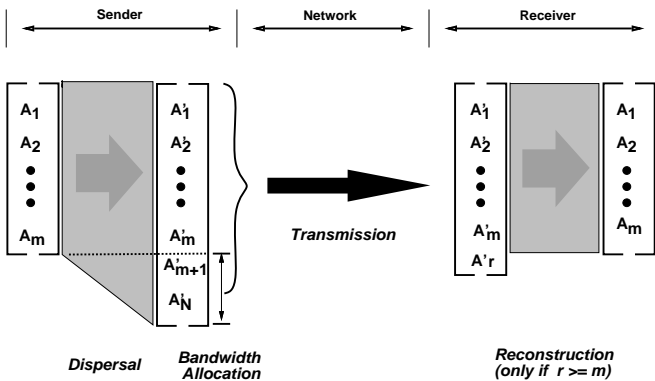 Sender
Network
Receiver
A1
A2
Am
A'1
A'2
A'm
A'm+1
A'N
Transmission
A'1
A'2
A'm
A'r
A1
A2
Am
Dispersal
Bandwidth
Allocation
Reconstruction
(only if r >= m)